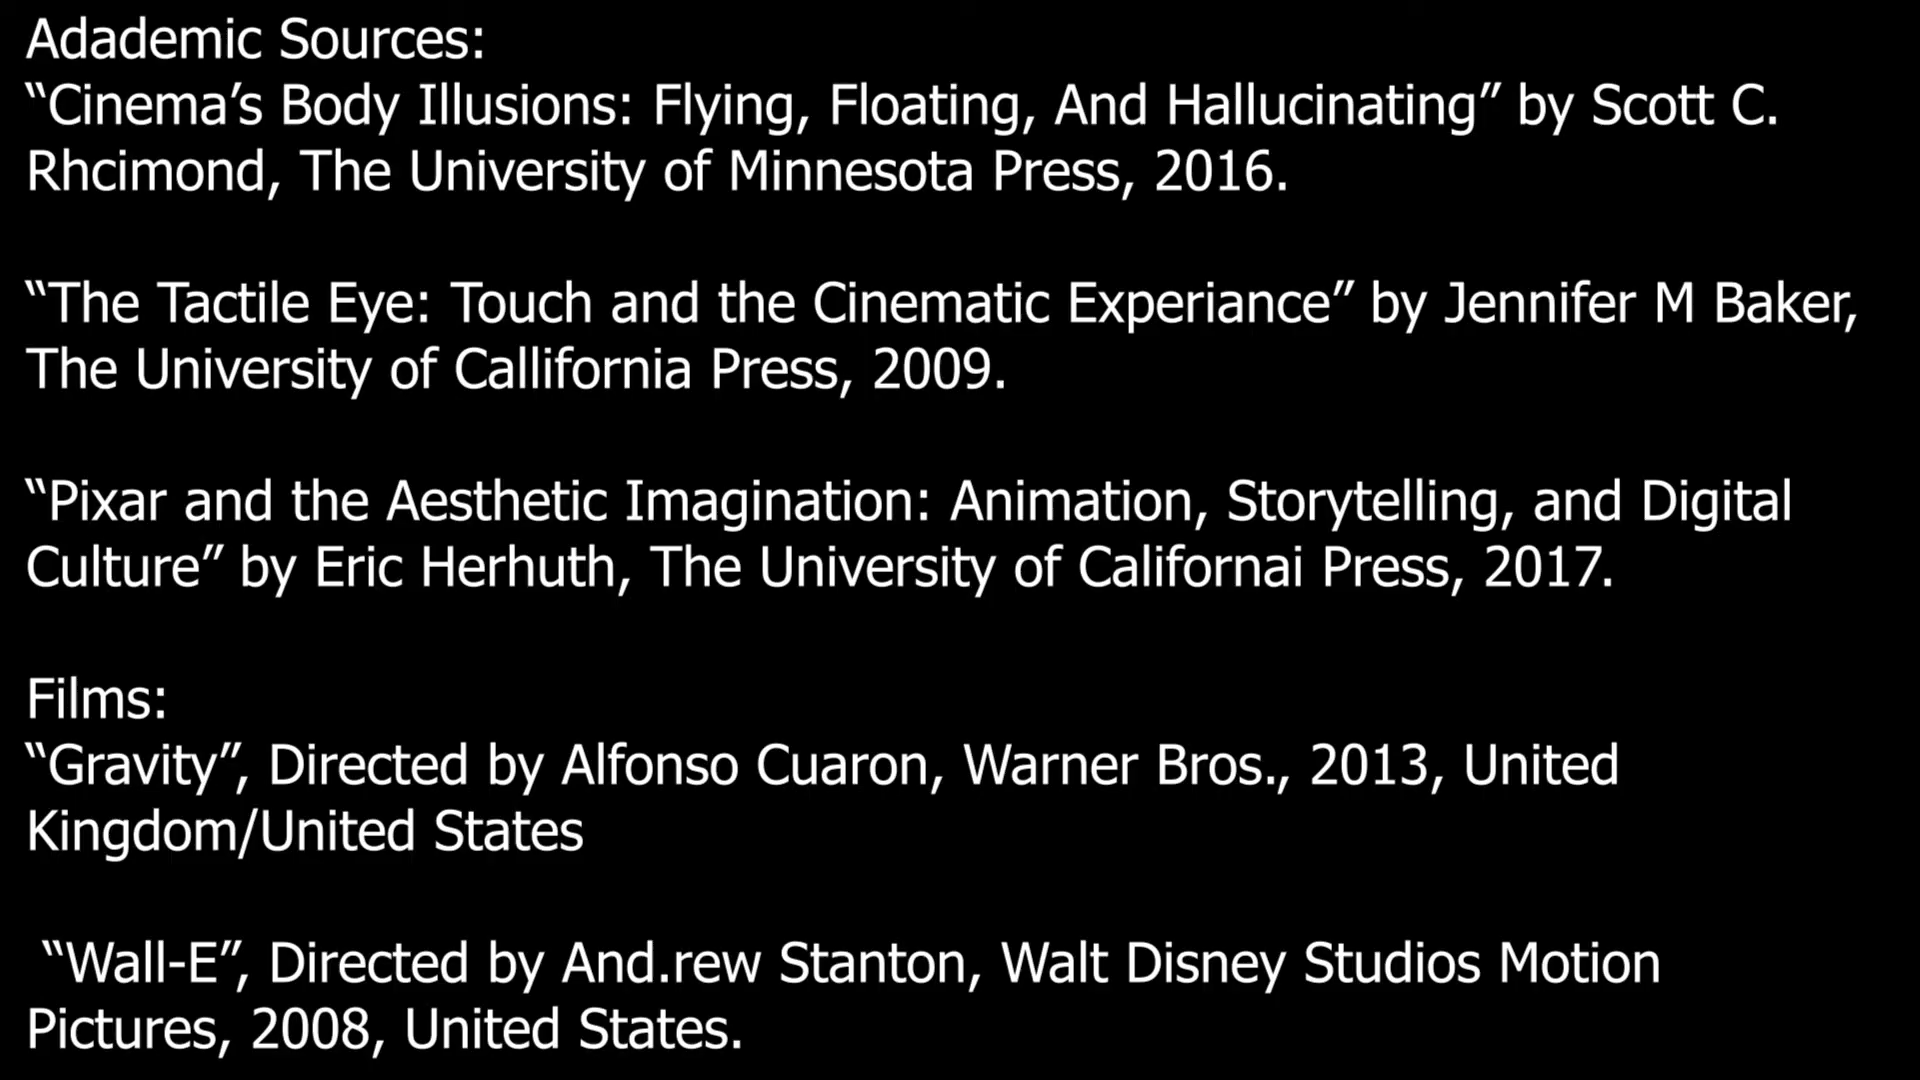 Adademic Sources:
“Cinema’s Body Illusions: Flying, Floating, And Hallucinating” by Scott C.
Rhcimond, The University of Minnesota Press, 2016.
“The Tactile Eye: Touch and the Cinematic Experiance” by Jennifer M Baker,
The University of Callifornia Press, 2009.
“Pixar and the Aesthetic Imagination: Animation, Storytelling, and Digital
Culture” by Eric Herhuth, The University of Californai Press, 2017.
Films:
“Gravity”, Directed by Alfonso Cuaron, Warner Bros., 2013, United
Kingdom/United States
“Wall-E”, Directed by And.rew Stanton, Walt Disney Studios Motion
Pictures, 2008, United States.